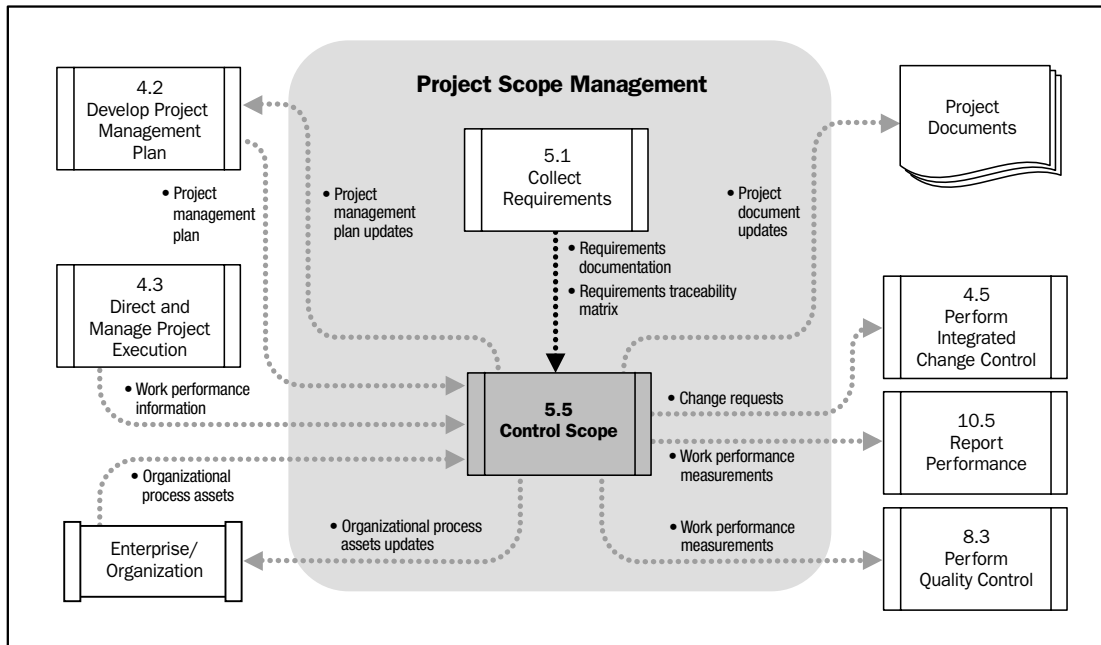 Project Scope Management
4.2
Develop Project
Management
Plan
• Project
management
plan
• Project
management
plan updates
5.1
Collect
Requirements
• Requirements
documentation
• Requirements traceability
matrix
• Project
document
updates
Project
Documents
4.3
Direct and
Manage Project
Execution
• Work performance
information
5.5
Control Scope
• Change requests
4.5
Perform
Integrated
Change Control
• Work performance
measurements
10.5
Report
Performance
• Organizational
process assets
Enterprise/
Organization
• Organizational process
assets updates
• Work performance
measurements
8.3
Perform
Quality Control